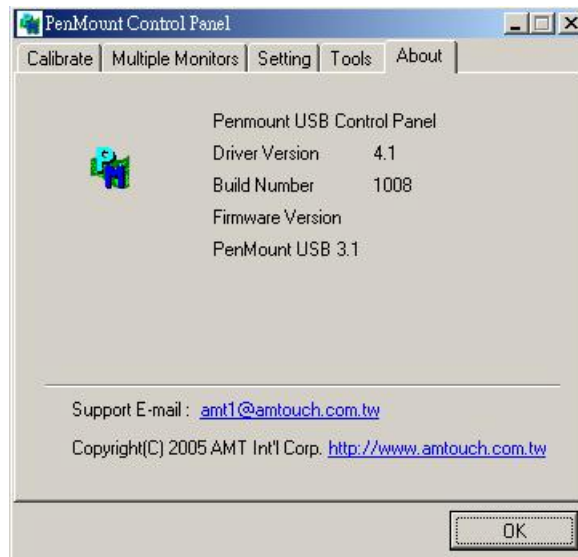 PenMount Control Panel
Calibrate Multiple Monitors Setting Tools About
Penmount USB Control Panel
Driver Version 4.1
Build Number 1008
Firmware Version
PenMount USB 3.1
PM
Support E-mail : amt1@amtouch.com.tw
Copyright(C) 2005 AMT Int'l Corp. http://www.amtouch.com.tw
OK